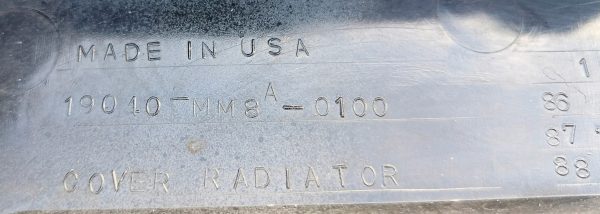 MADE IN USA
19040-MM8A-0100
COVER RADIATOR
1
86
87
88